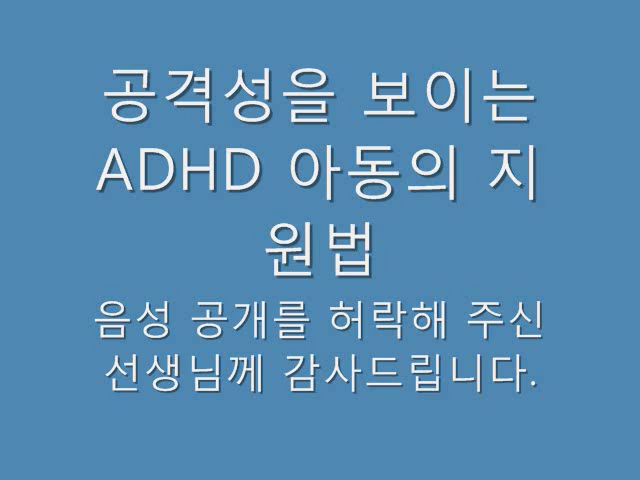 공격성을 보이는
ADHD 아동의 지
원법
음성 공개를 허락해 주신
선생님께 감사드립니다.